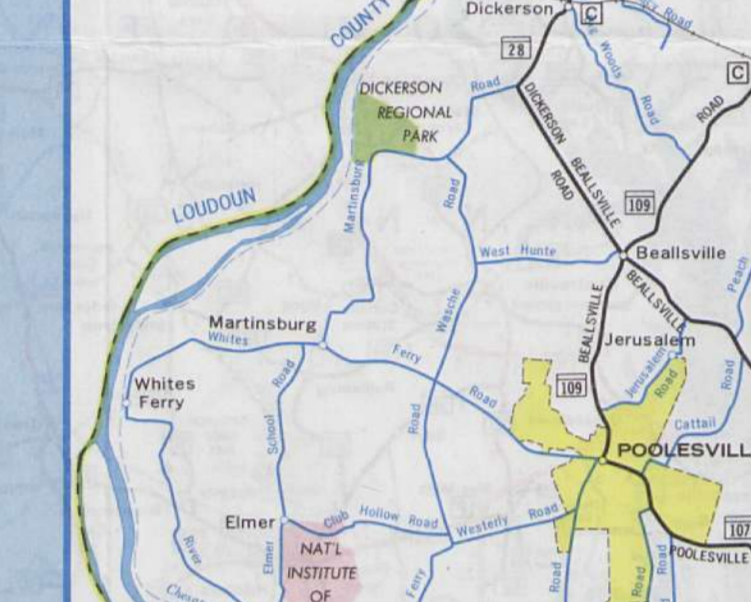 COUNTY
Dickerson
C
Road
28
Woods
Road
C
DICKERSON
REGIONAL
PARK
Road
DICKERSON
ROAD
BEALLSVILLE
ROAD
109
LOUDOUN
Martinsburg
Road
West Hunte
Beallsville
BEALLSVILLE
Peach
Wasche
Road
Martinsburg
Whites
Ferry
Road
BEALLSVILLE
109
Jerusalem
Jerusalem
Road
Road
Whites
Ferry
Road
School
Cattail
POOLESVILL
Elmer
Club Hollow Road
Westerly Road
107
POOLESVILLE
River
Elmer
NAT'L
INSTITUTE
OF
Ferry
Road
Road
Road